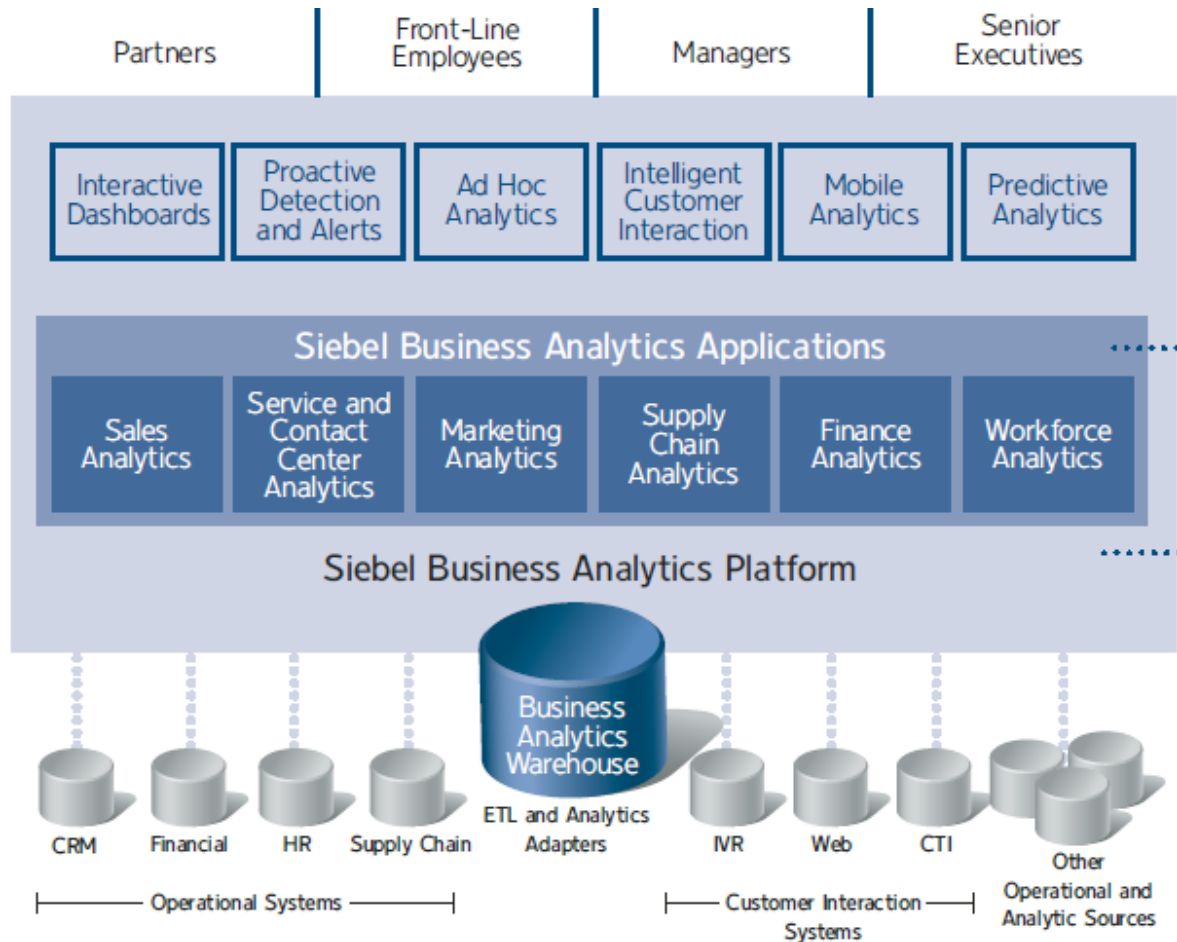 Partners
Front-Line
Employees
Managers
Senior
Executives
Interactive
Dashboards
Proactive
Detection
and Alerts
Ad Hoc
Analytics
Intelligent
Customer
Interaction
Mobile
Analytics
Predictive
Analytics
Siebel Business Analytics Applications
Sales
Analytics
Service and
Contact
Center
Analytics
Marketing
Analytics
Supply
Chain
Analytics
Finance
Analytics
Workforce
Analytics
Siebel Business Analytics Platform
Business
Analytics
Warehouse
ETL and Analytics
Adapters
CRM
Financial
HR
Supply Chain
IVR
Web
CTI
Other
Operational and
Analytic Sources
Operational Systems
Customer Interaction
Systems